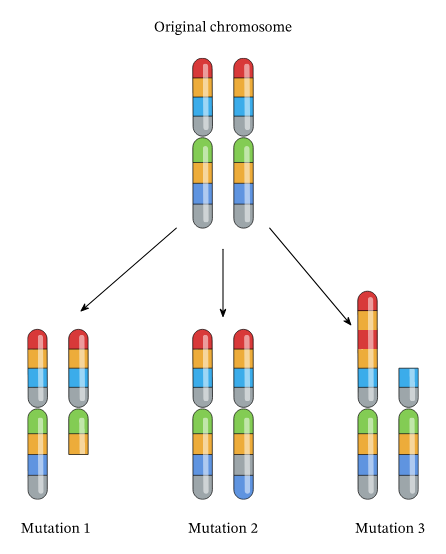 Original chromosome
Mutation 1
Mutation 2
Mutation 3